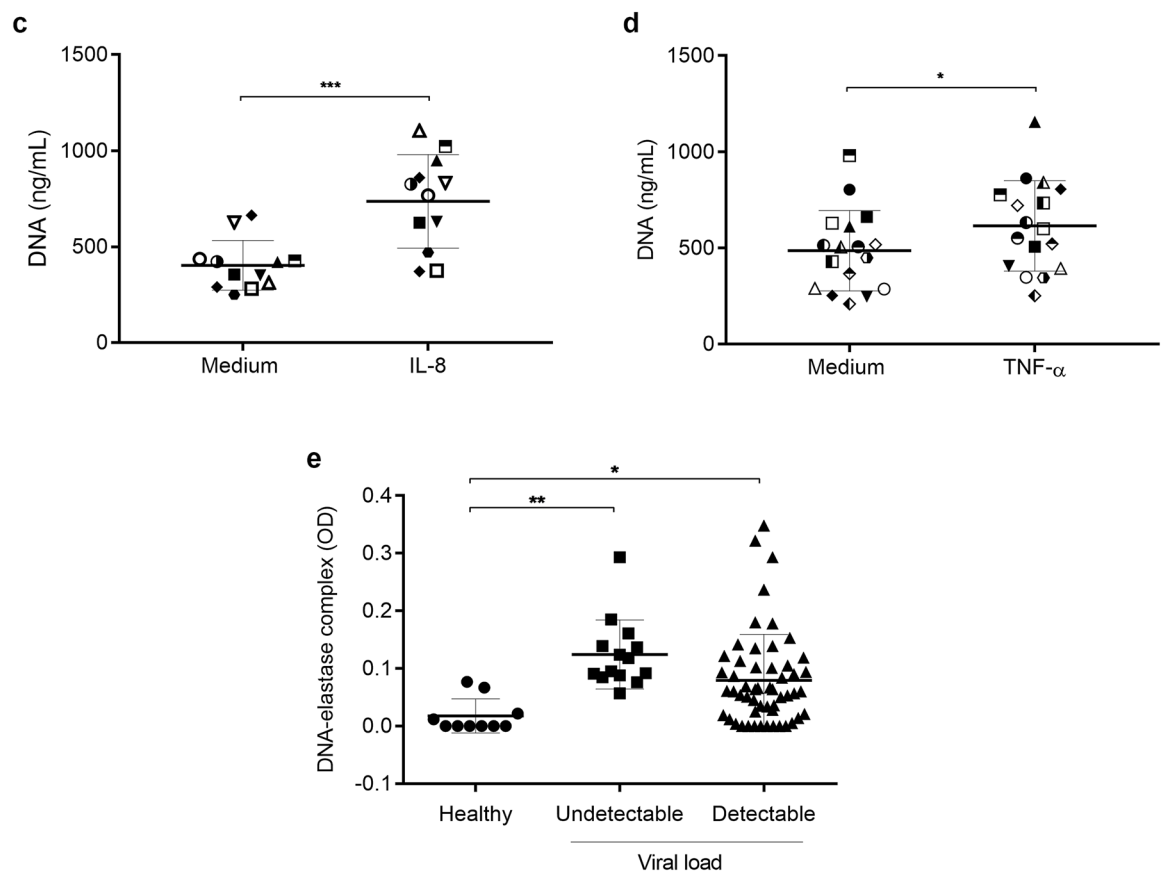 c
1500
1000
500
0
DNA (ng/mL)
***
Medium
IL-8
d
1500
1000
500
0
DNA (ng/mL)
*
Medium
TNF-α
e
0.4
0.3
0.2
0.1
0.0
-0.1
DNA-elastase complex (OD)
*
**
Healthy
Undetectable
Detectable
Viral load